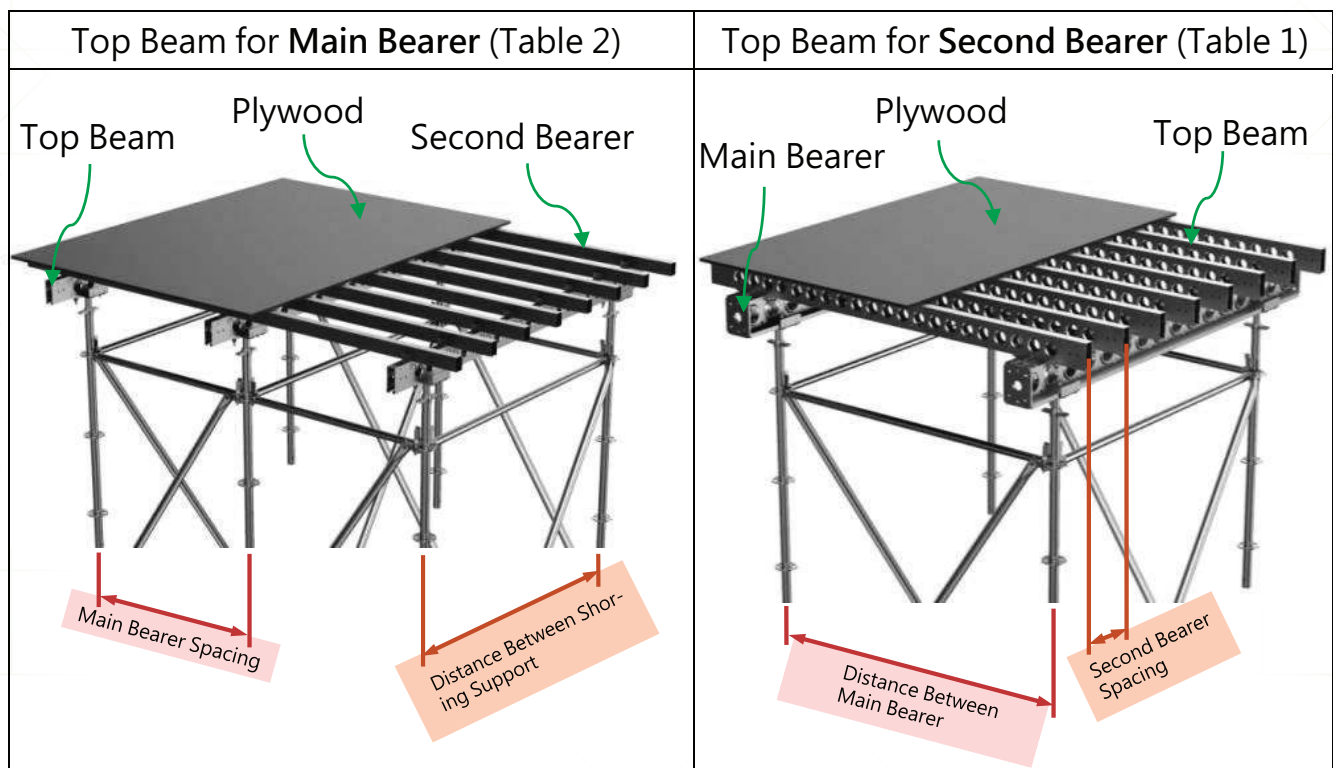 Top Beam for Main Bearer (Table 2)
Top Beam for Second Bearer (Table 1)
Plywood
Top Beam
Second Bearer
Main Bearer Spacing
Distance Between Shor-
ing Support
Plywood
Top Beam
Main Bearer
Distance Between
Main Bearer
Second Bearer
Spacing